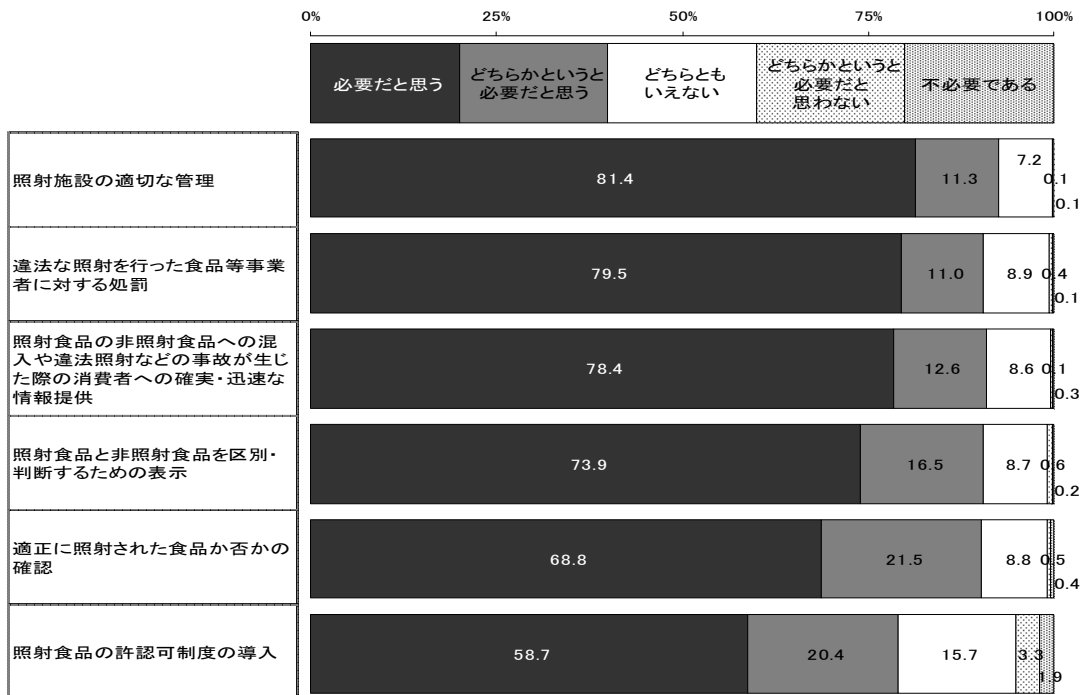 0%
25%
50%
75%
100%
必要だと思う
どちらかというと
必要だと思う
どちらとも
いえない
どちらかというと
必要だと
思わない
不必要である
照射施設の適切な管理
81.4
11.3
7.2
0.1
0.1
違法な照射を行った食品等事業
者に対する処罰
79.5
11.0
8.9
0.4
0.1
照射食品の非照射食品への混
入や違法照射などの事故が生じ
た際の消費者への確実・迅速な
情報提供
78.4
12.6
8.6
0.1
0.3
照射食品と非照射食品を区別・
判断するための表示
73.9
16.5
8.7
0.6
0.2
適正に照射された食品か否かの
確認
68.8
21.5
8.8
0.5
0.4
照射食品の許認可制度の導入
58.7
20.4
15.7
3.3
1.9